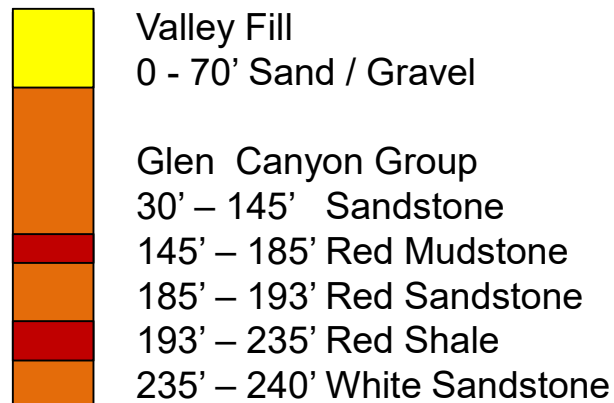 Valley Fill
0 - 70’ Sand / Gravel
Glen  Canyon Group
30’ – 145’   Sandstone
145’ – 185’ Red Mudstone
185’ – 193’ Red Sandstone
193’ – 235’ Red Shale
235’ – 240’ White Sandstone